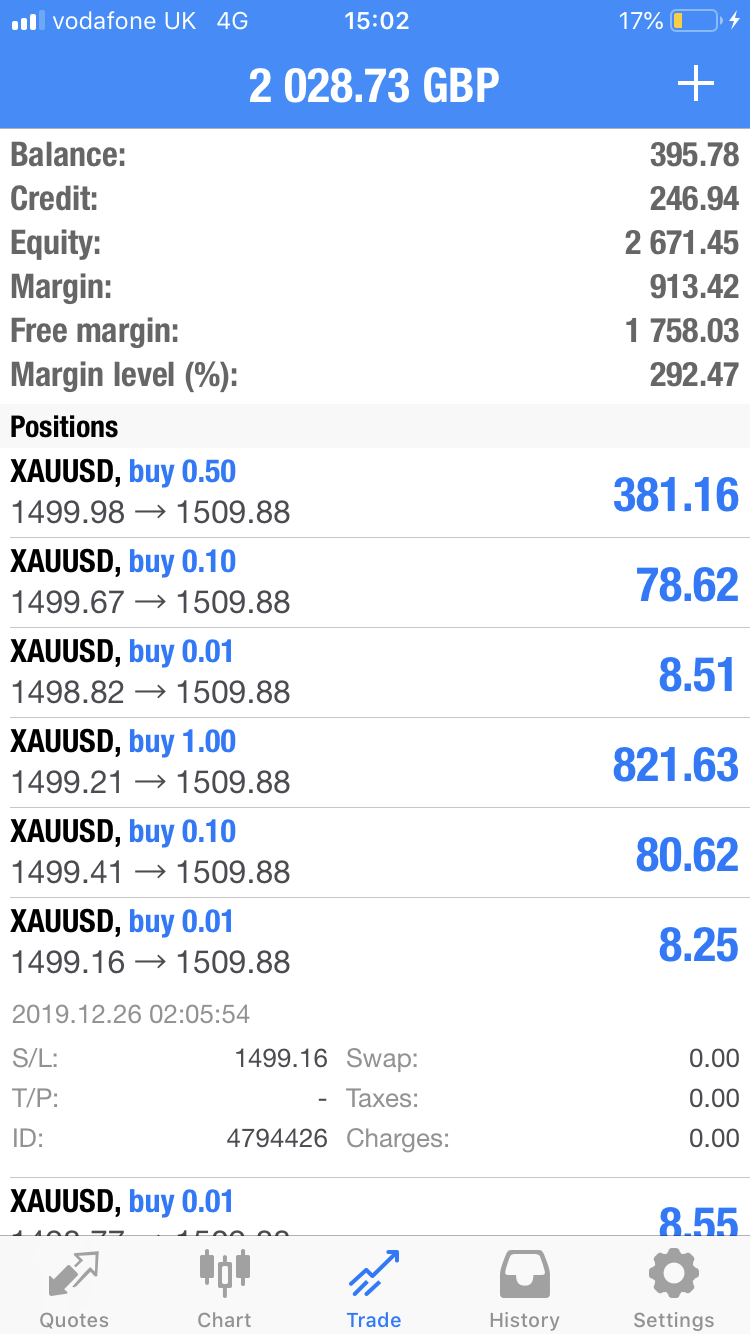 vodafone UK 4G 15:02 17%
2 028.73 GBP
Balance: 395.78
Credit: 246.94
Equity: 2 671.45
Margin: 913.42
Free margin: 1 758.03
Margin level (%): 292.47
Positions
XAUUSD, buy 0.50
1499.98 → 1509.88 381.16
XAUUSD, buy 0.10
1499.67 → 1509.88 78.62
XAUUSD, buy 0.01
1498.82 → 1509.88 8.51
XAUUSD, buy 1.00
1499.21 → 1509.88 821.63
XAUUSD, buy 0.10
1499.41 → 1509.88 80.62
XAUUSD, buy 0.01
1499.16 → 1509.88 8.25
2019.12.26 02:05:54
S/L: 1499.16 Swap: 0.00
T/P: - Taxes: 0.00
ID: 4794426 Charges: 0.00
XAUUSD, buy 0.01
8.55
Quotes Chart Trade History Settings